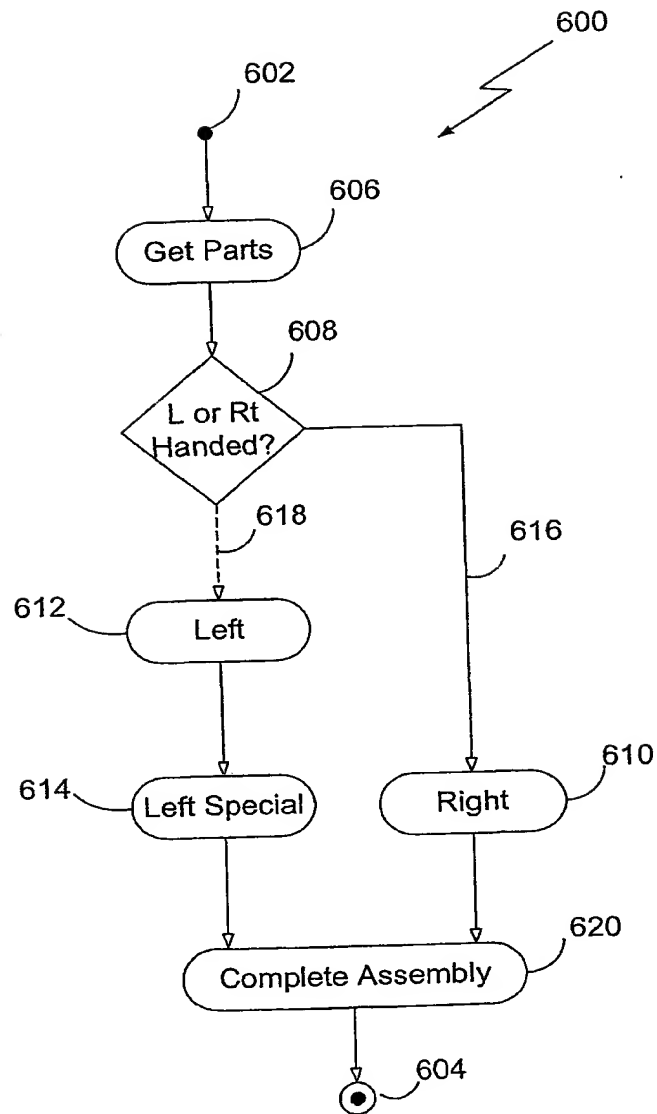 600
602
606
Get Parts
608
L or Rt
Handed?
618
616
612
Left
614
Left Special
610
Right
620
Complete Assembly
604